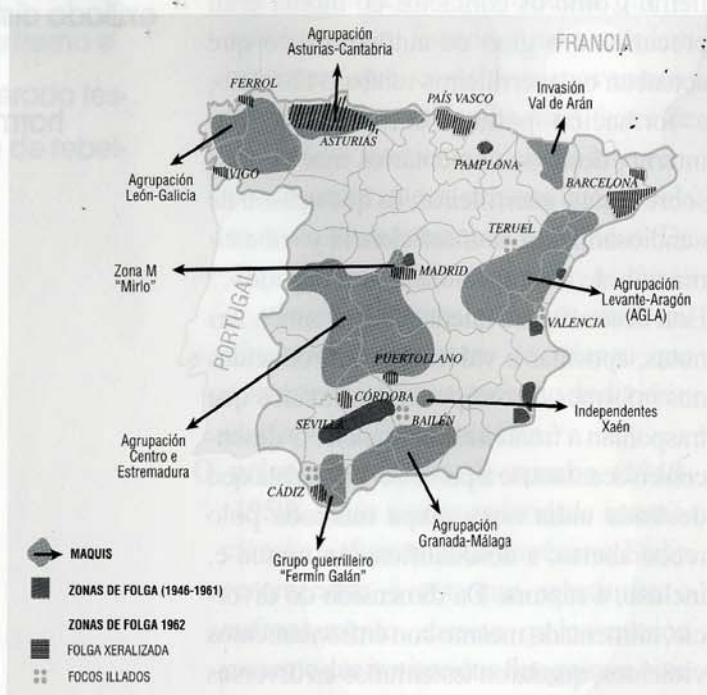 Agrupación
Asturias-Cantabria
FRANCIA
FERROL
PAÍS VASCO
Invasión
Val de Arán
ASTURIAS
PAMPLONA
VIGO
BARCELONA
Agrupación
León-Galicia
TERUEL
Zona M
"Mirlo"
MADRID
Agrupación
Levante-Aragón
(AGLA)
PORTUGAL
VALENCIA
PUERTOLLANO
CÓRDOBA
SEVILLA
BAILÉN
Independentes
Xaén
Agrupación
Centro e
Estremadura
CÁDIZ
Agrupación
Granada-Málaga
Grupo guerrilleiro
"Fermín Galán"
MAQUIS
ZONAS DE FOLGA (1946-1961)
ZONAS DE FOLGA 1962
FOLGA XERALIZADA
FOCOS ILLADOS